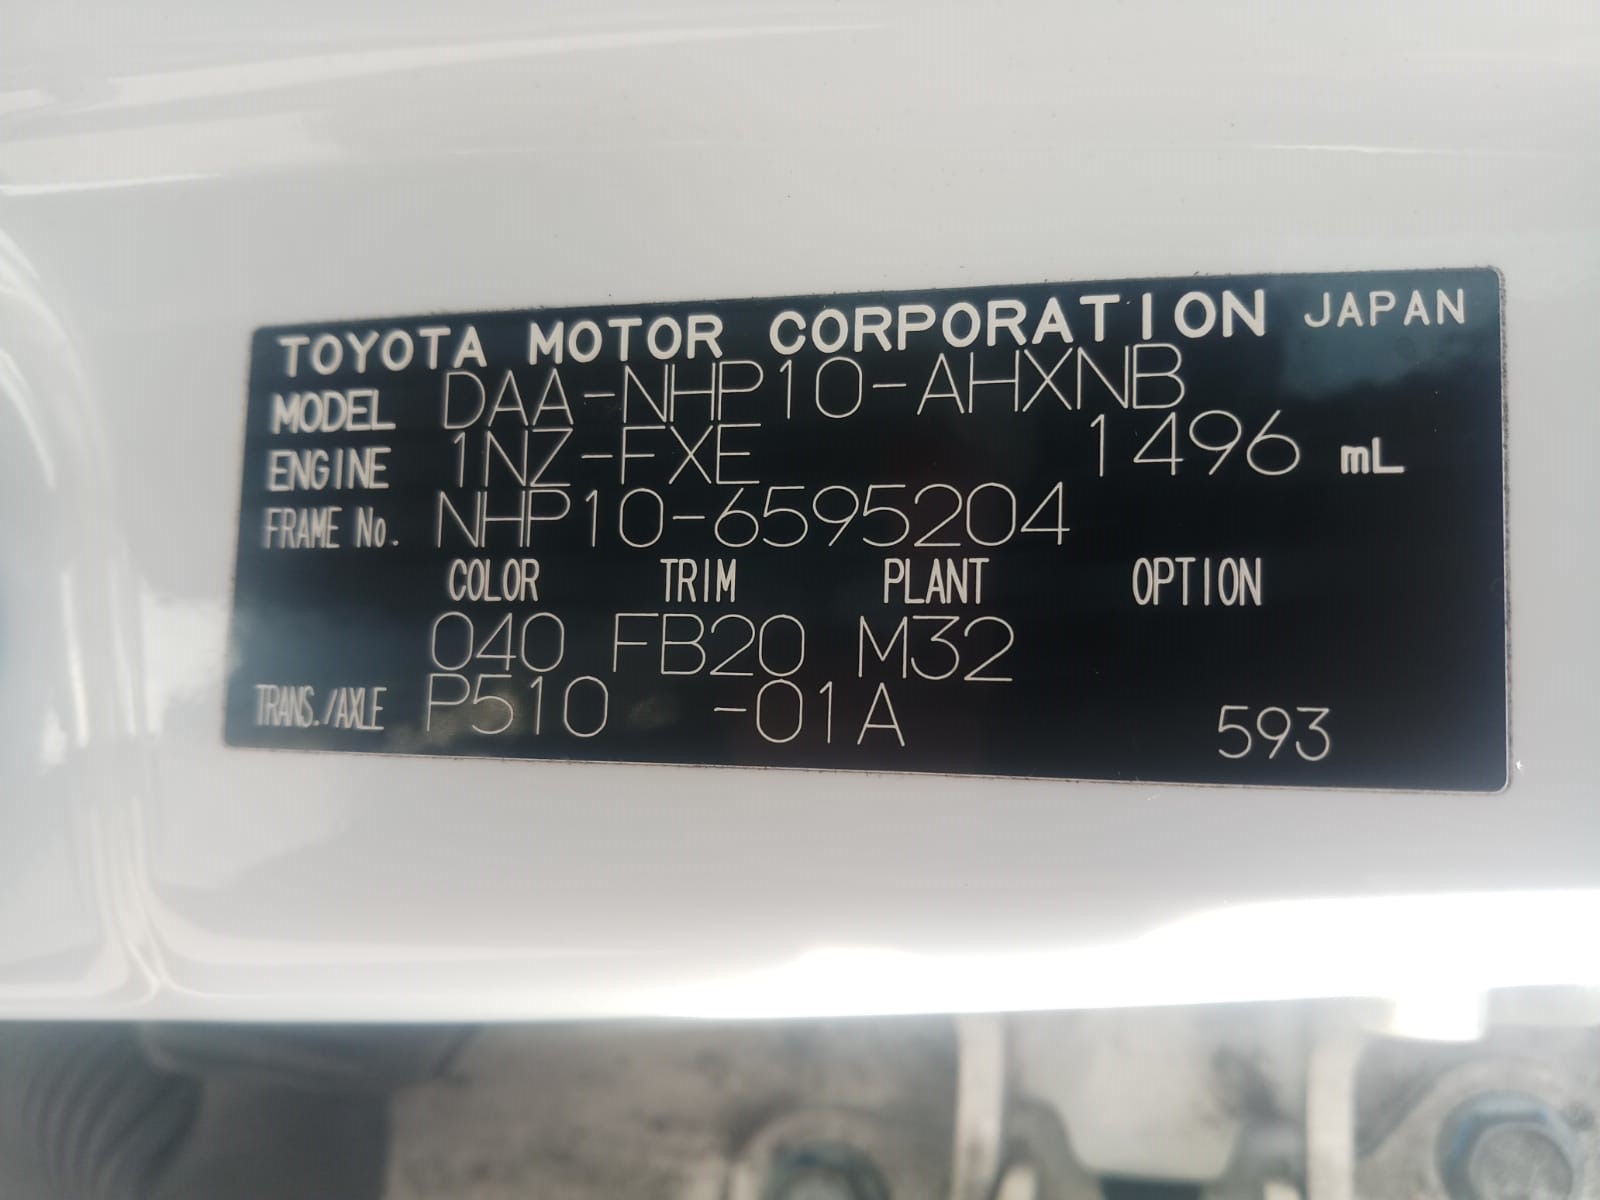 TOYOTA MOTOR CORPORATION JAPAN
MODEL DAA-NHP10-AHXNB
ENGINE 1NZ-FXE 1496 mL
FRAME No. NHP10-6595204
COLOR TRIM PLANT OPTION
040 FB20 M32
TRANS./AXLE P510 -01A 593